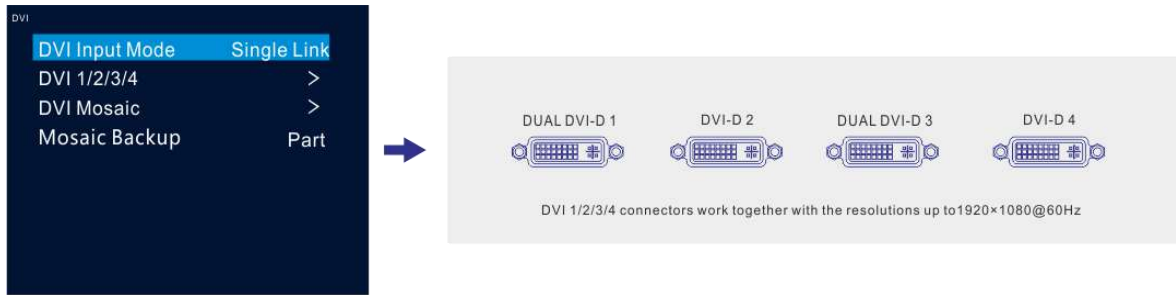 DVI
DVI Input Mode Single Link
DVI 1/2/3/4 >
DVI Mosaic >
Mosaic Backup Part
DUAL DVI-D 1 DVI-D 2 DUAL DVI-D 3 DVI-D 4
DVI 1/2/3/4 connectors work together with the resolutions up to1920×1080@60Hz